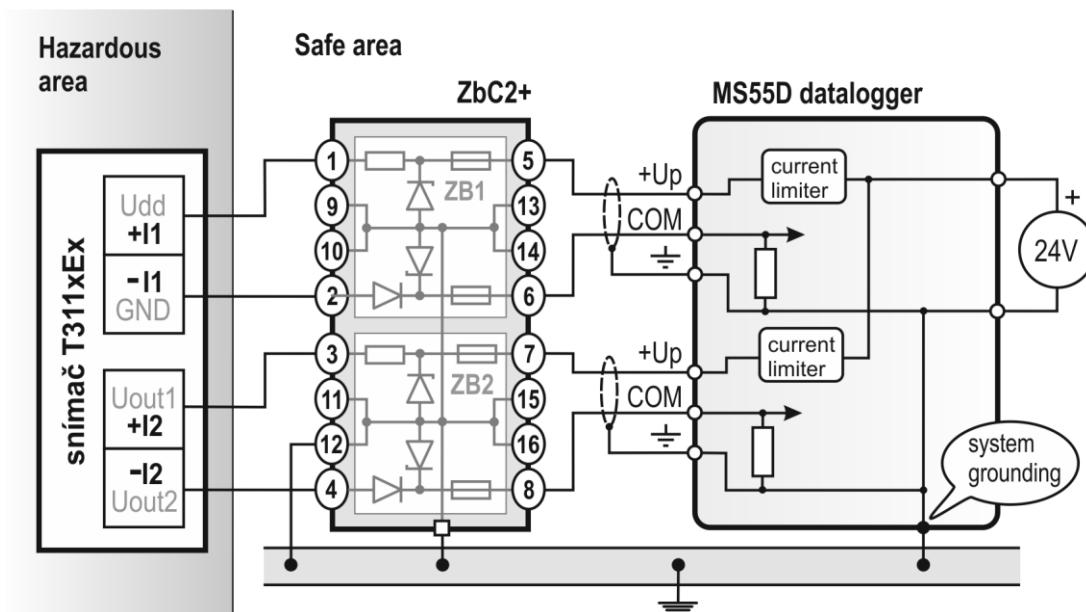 Hazardous
area
Safe area
ZbC2+
MS55D datalogger
snímač T311xEx
Udd
+I1
-I1
GND
Uout1
+I2
-I2
Uout2
1
9
10
2
3
11
12
4
ZB1
ZB2
5
13
14
6
7
15
16
8
+Up
COM
+Up
COM
current
limiter
current
limiter
+
24V
system
grounding